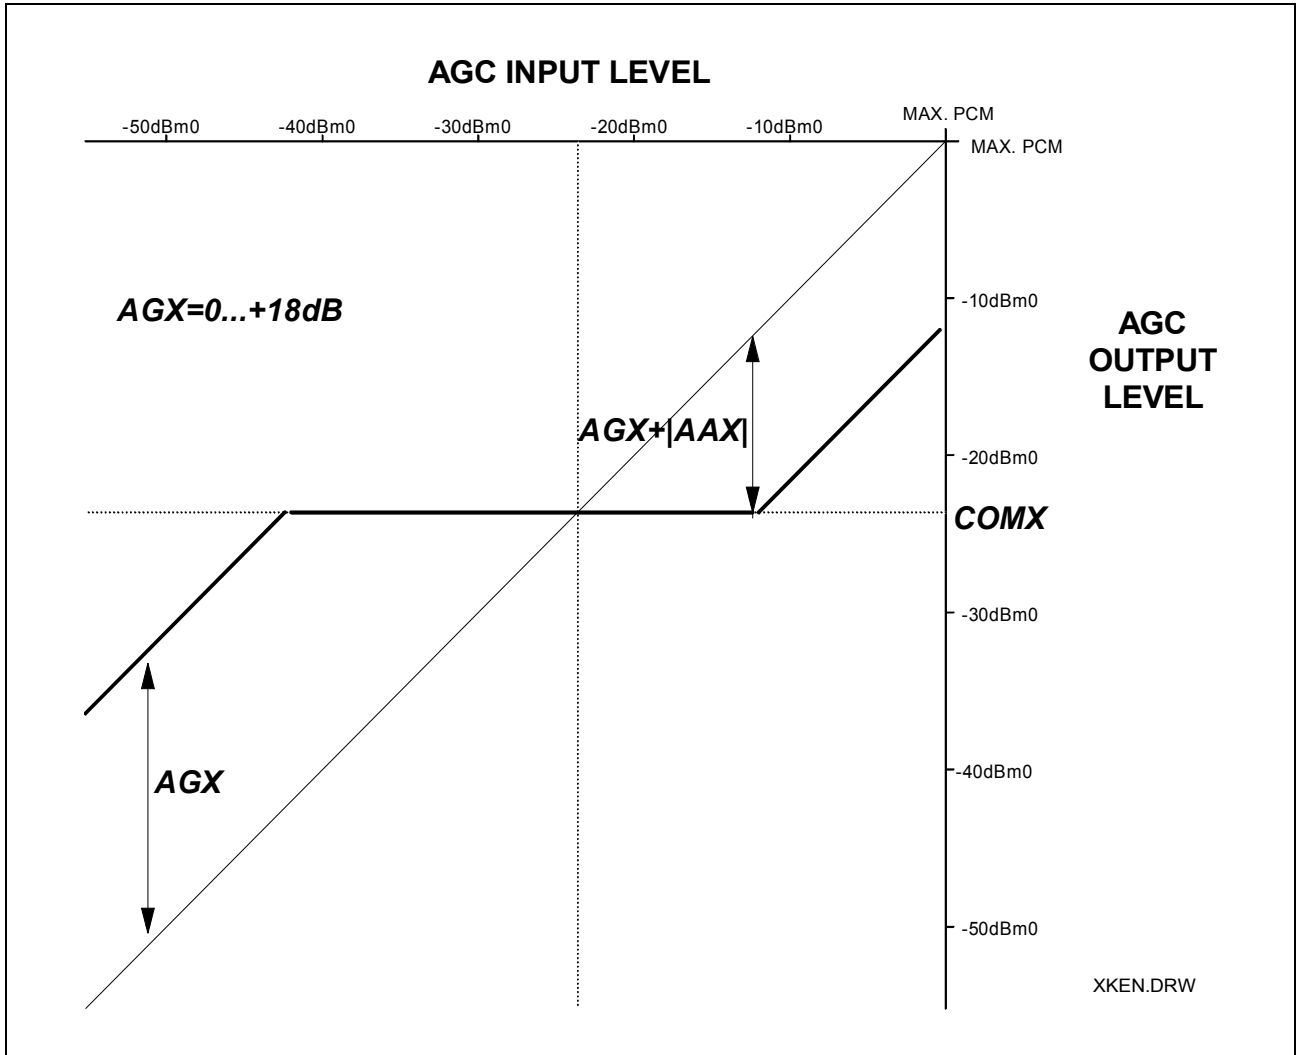 AGC INPUT LEVEL
MAX. PCM
-50dBm0 -40dBm0 -30dBm0 -20dBm0 -10dBm0
MAX. PCM
-10dBm0
AGX=0...+18dB
AGC
OUTPUT
LEVEL
AGX+|AAX|
-20dBm0
COMX
-30dBm0
-40dBm0
AGX
-50dBm0
XKEN.DRW